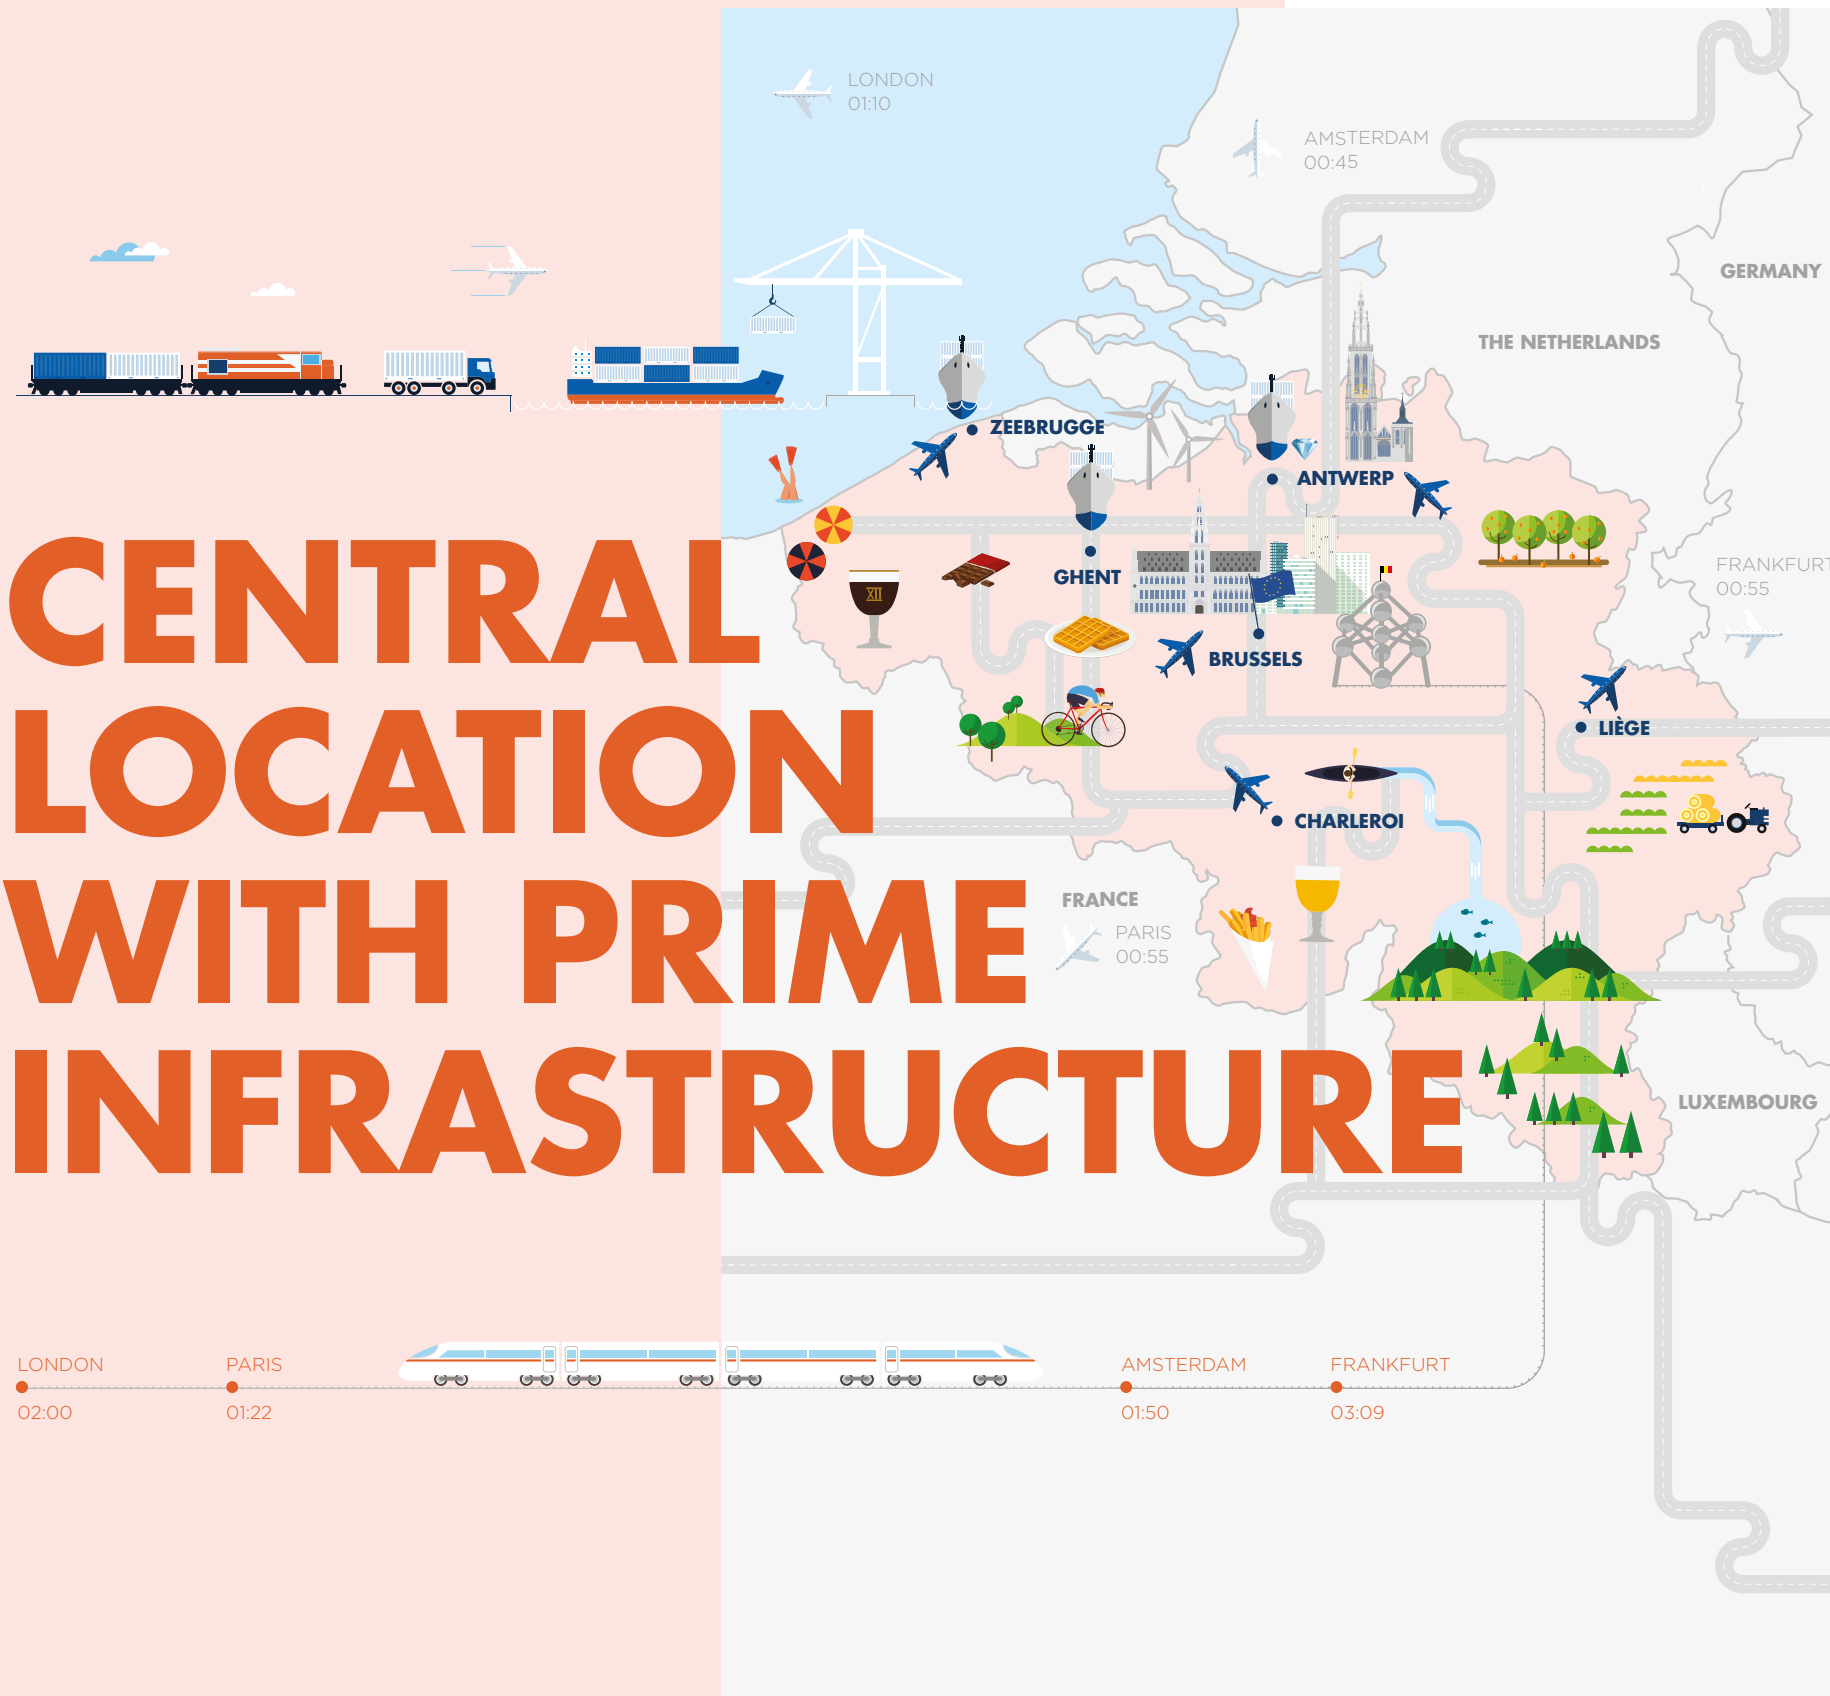 LONDON
01:10
AMSTERDAM
00:45
GERMANY
THE NETHERLANDS
ZEEBRUGGE
ANTWERP
FRANKFURT
00:55
GHENT
XII
BRUSSELS
LIÈGE
CHARLEROI
FRANCE
PARIS
00:55
LUXEMBOURG
CENTRAL
LOCATION
WITH PRIME
INFRASTRUCTURE
LONDON
02:00
PARIS
01:22
AMSTERDAM
01:50
FRANKFURT
03:09